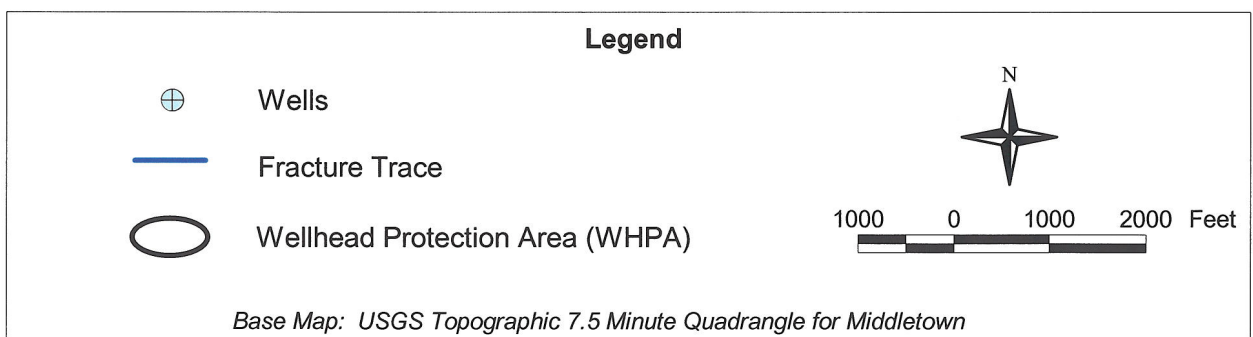 Legend
Wells
Fracture Trace
Wellhead Protection Area (WHPA)
N
1000 0 1000 2000 Feet
Base Map: USGS Topographic 7.5 Minute Quadrangle for Middletown